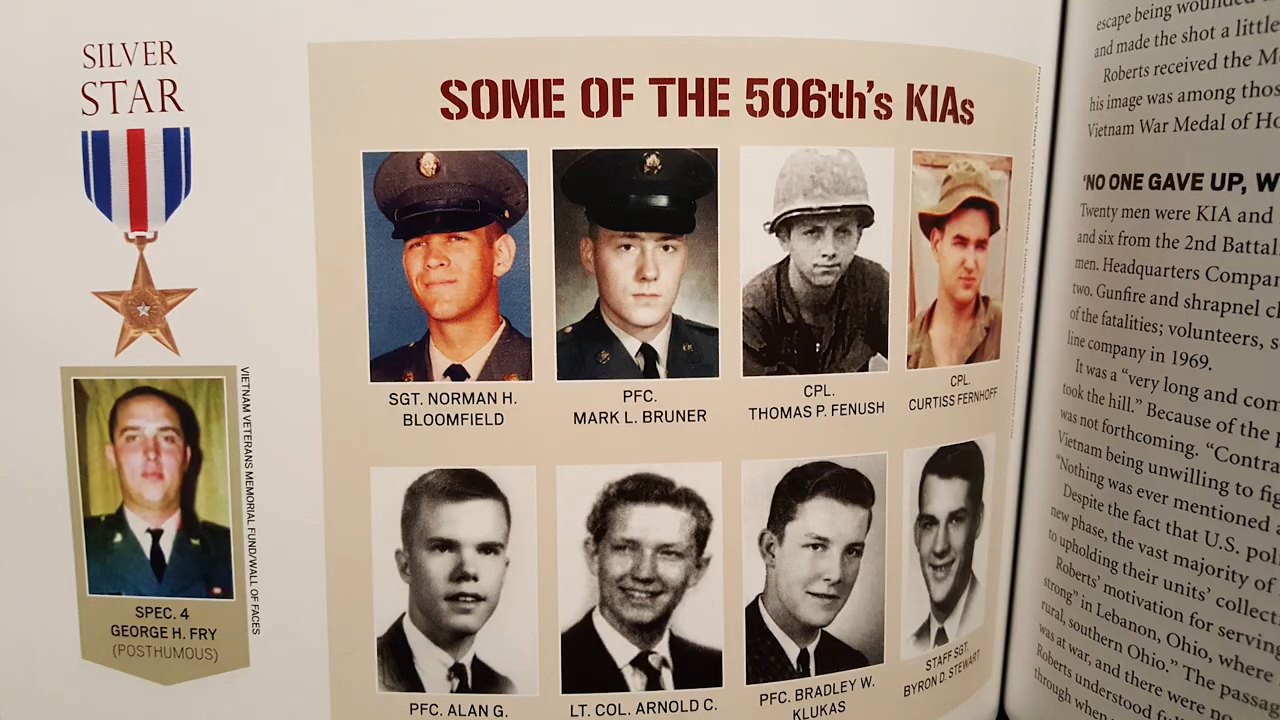 SILVER
STAR
VIETNAM VETERANS MEMORIAL FUND/WALL OF FACES
SPEC. 4
GEORGE H. FRY
(POSTHUMOUS)
SOME OF THE 506th's KIAs
SGT. NORMAN H.
BLOOMFIELD
PFC.
MARK L. BRUNER
CPL.
THOMAS P. FENUSH
CPL.
CURTISS FERNHOFF
PFC. ALAN G.
LT. COL. ARNOLD C.
PFC. BRADLEY W.
KLUKAS
STAFF SGT.
BYRON D. STEWART
escape being wounded
and made the shot a little
Roberts received the M
his image was among thos
Vietnam War Medal of Ho
'NO ONE GAVE UP, W
Twenty men were KIA and
and six from the 2nd Battal
men. Headquarters Compan
two. Gunfire and shrapnel cl
of the fatalities; volunteers, s
line company in 1969.
It was a "very long and com
took the hill." Because of the p
was not forthcoming. "Contra
Vietnam being unwilling to fig
"Nothing was ever mentioned
Despite the fact that U.S. pol
new phase, the vast majority of
to upholding their units' collect
Roberts' motivation for serving
strong" in Lebanon, Ohio, where
rural, southern Ohio." The passag
was at war, and there were no
Roberts understood full
through when